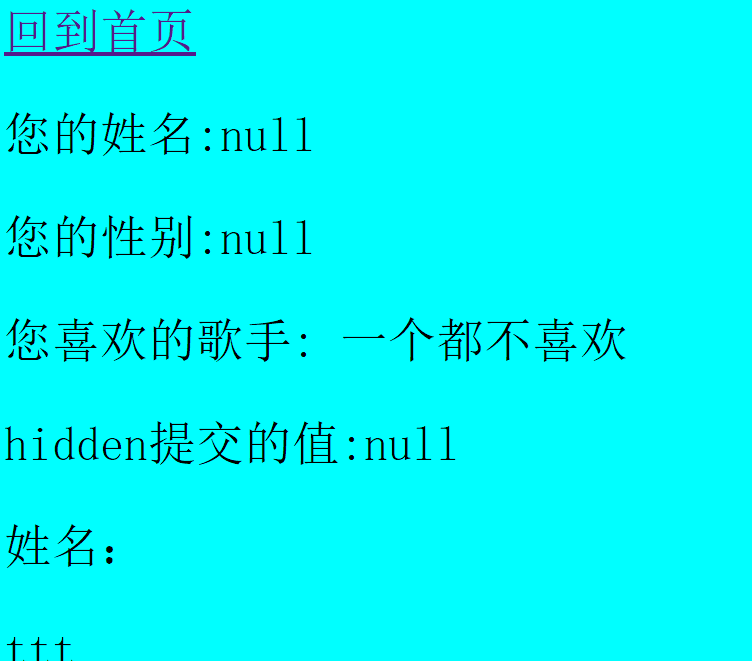 回到首页
您的姓名:null
您的性别:null
您喜欢的歌手: 一个都不喜欢
hidden提交的值:null
姓名：
ttt